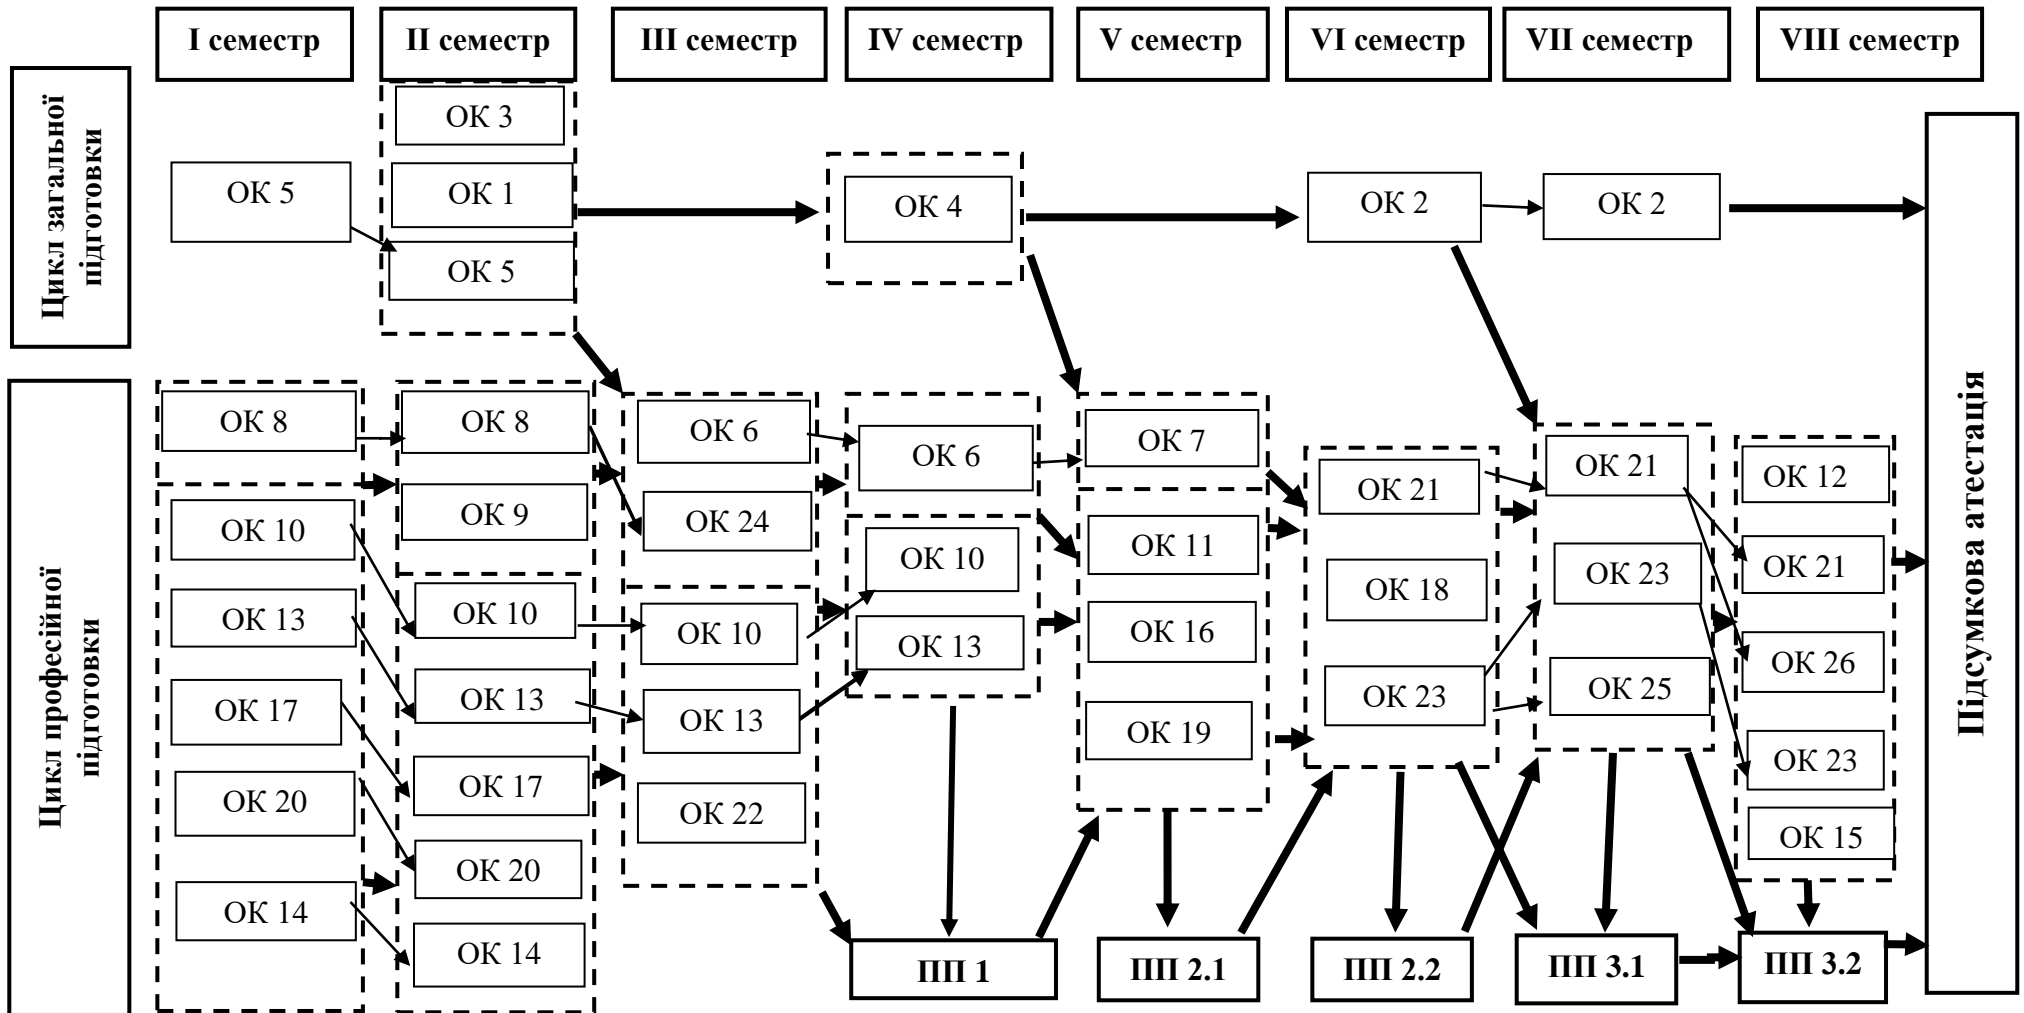 I семестр
II семестр
III семестр
IV семестр
V семестр
VI семестр
VII семестр
VIII семестр
Цикл загальної
підготовки
ОК 5
ОК 3
ОК 1
ОК 5
ОК 4
ОК 2
ОК 2
Цикл професійної
підготовки
ОК 8
ОК 10
ОК 13
ОК 17
ОК 20
ОК 14
ОК 8
ОК 9
ОК 10
ОК 13
ОК 17
ОК 20
ОК 14
ОК 6
ОК 24
ОК 10
ОК 13
ОК 22
ОК 6
ОК 10
ОК 13
ОК 7
ОК 11
ОК 16
ОК 19
ОК 21
ОК 18
ОК 23
ОК 21
ОК 23
ОК 25
ОК 12
ОК 21
ОК 26
ОК 23
ОК 15
ПП 1
ПП 2.1
ПП 2.2
ПП 3.1
ПП 3.2
Підсумкова атестація